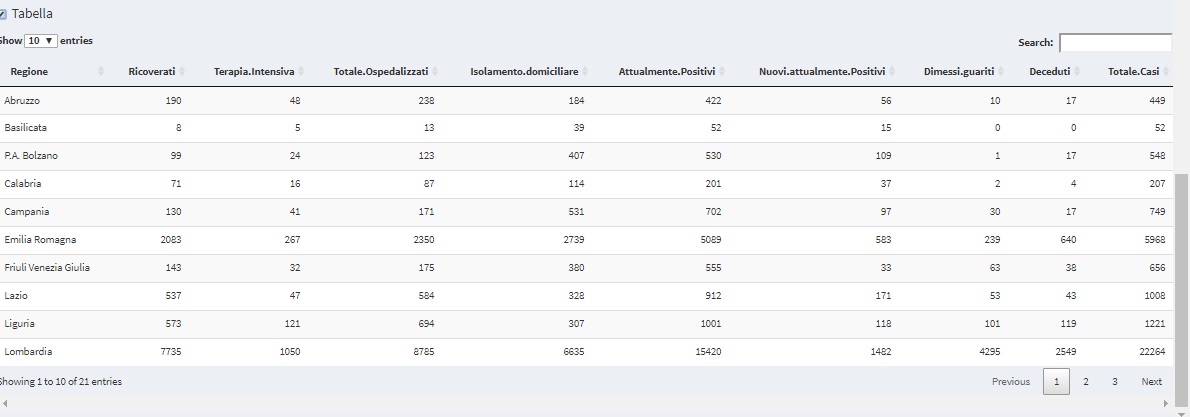 Tabella
Show 10 entries
Search:
Regione Ricoverati Terapia.Intensiva Totale.Ospedalizzati Isolamento.domiciliare Attualmente.Positivi Nuovi.attualmente.Positivi Dimessi.guariti Deceduti Totale.Casi
Abruzzo 190 48 238 184 422 56 10 17 449
Basilicata 8 5 13 39 52 15 0 0 52
P.A. Bolzano 99 24 123 407 530 109 1 17 548
Calabria 71 16 87 114 201 37 2 4 207
Campania 130 41 171 531 702 97 30 17 749
Emilia Romagna 2083 267 2350 2739 5089 583 239 640 5968
Friuli Venezia Giulia 143 32 175 380 555 33 63 38 656
Lazio 537 47 584 328 912 171 53 43 1008
Liguria 573 121 694 307 1001 118 101 119 1221
Lombardia 7735 1050 8785 6635 15420 1482 4295 2549 22264
Showing 1 to 10 of 21 entries
Previous 1 2 3 Next